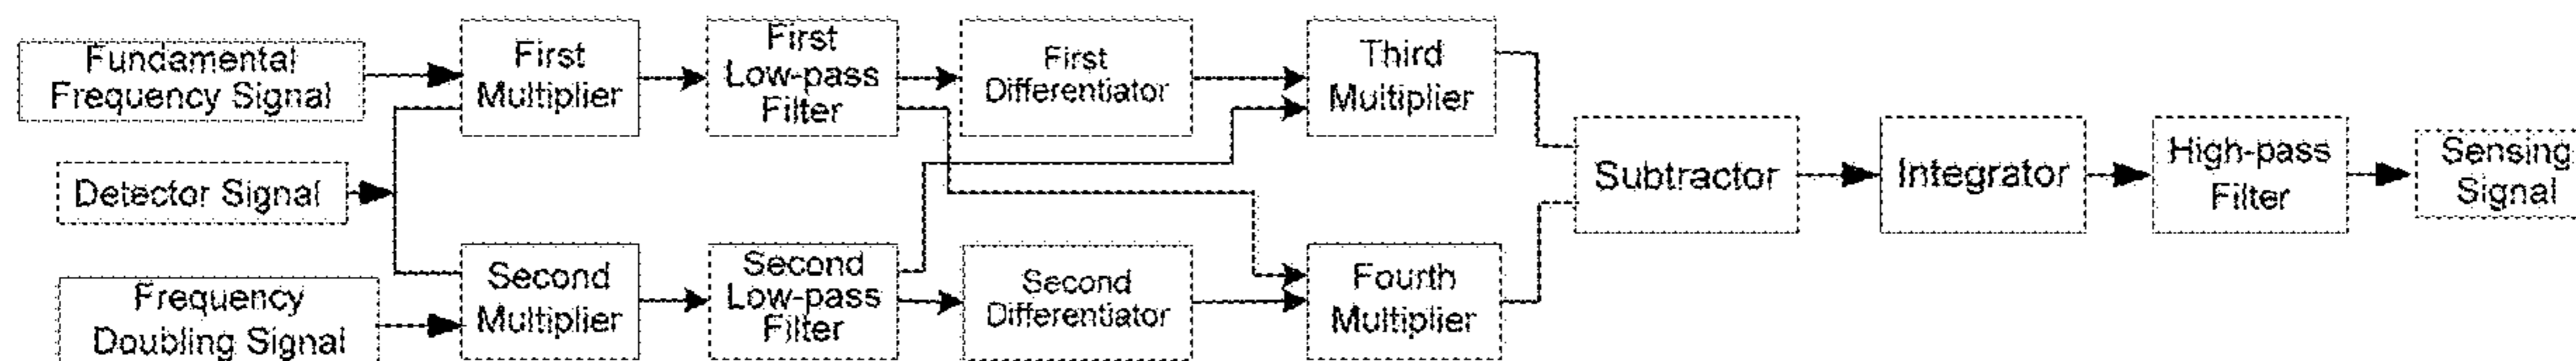 Fundamental
Frequency Signal
Detector Signal
Frequency
Doubling Signal
First
Multiplier
Second
Multiplier
First
Low-pass
Filter
Second
Low-pass
Filter
First
Differentiator
Second
Differentiator
Third
Multiplier
Fourth
Multiplier
Subtractor
Integrator
High-pass
Filter
Sensing
Signal